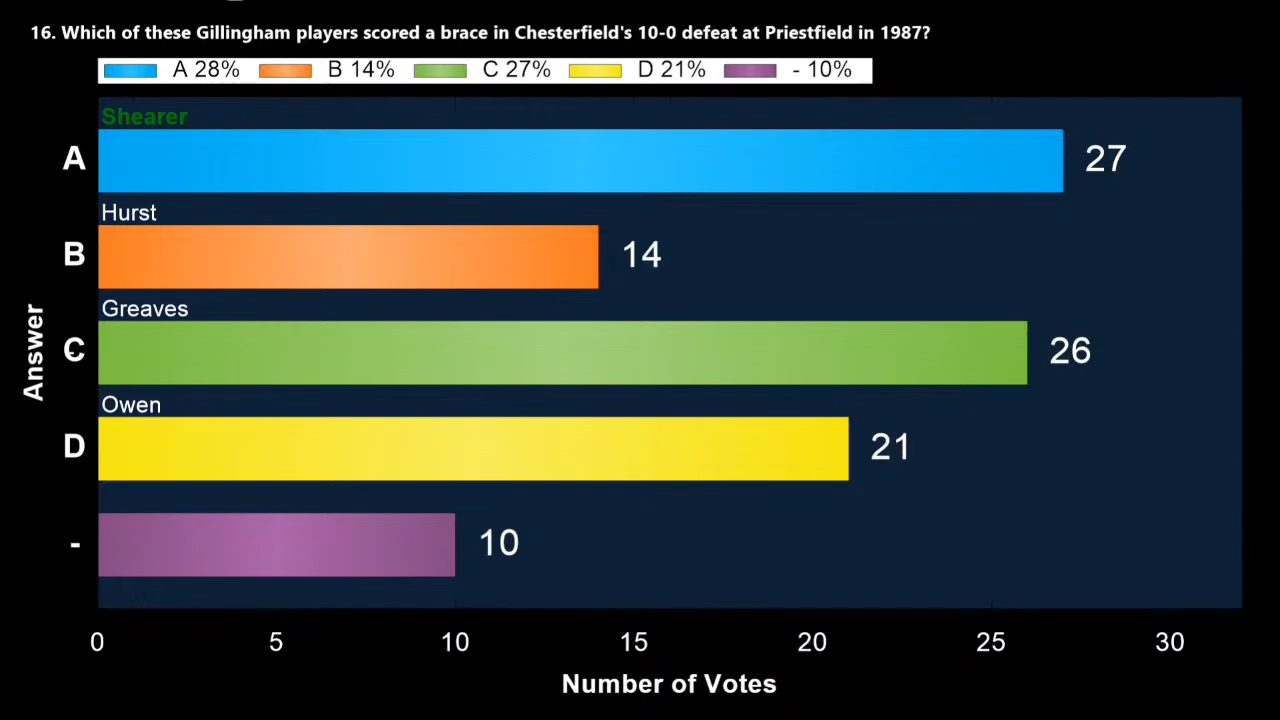 16. Which of these Gillingham players scored a brace in Chesterfield's 10-0 defeat at Priestfield in 1987?
A 28% B 14% C 27% D 21% - 10%
Shearer
A 27
Hurst
B 14
Greaves
C 26
Owen
D 21
- 10
Answer
0 5 10 15 20 25 30
Number of Votes